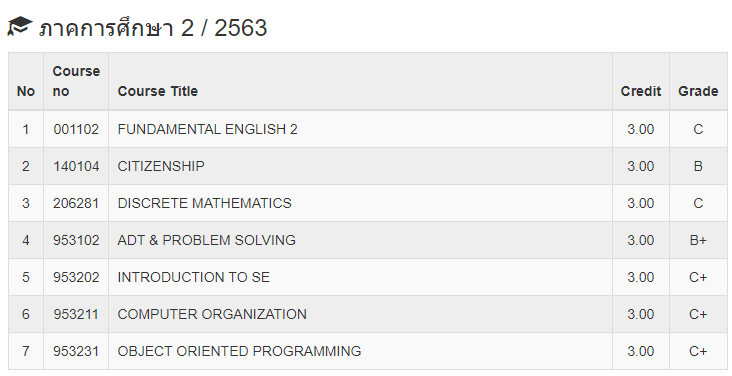 ภาคการศึกษา 2 / 2563
No Course no Course Title Credit Grade
1 001102 FUNDAMENTAL ENGLISH 2 3.00 C
2 140104 CITIZENSHIP 3.00 B
3 206281 DISCRETE MATHEMATICS 3.00 C
4 953102 ADT & PROBLEM SOLVING 3.00 B+
5 953202 INTRODUCTION TO SE 3.00 C+
6 953211 COMPUTER ORGANIZATION 3.00 C+
7 953231 OBJECT ORIENTED PROGRAMMING 3.00 C+